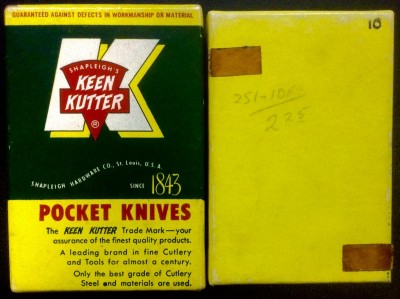 GUARANTEED AGAINST DEFECTS IN WORKMANSHIP OR MATERIAL
SHAPLEIGH'S
KEEN
KUTTER
®
SHAPLEIGH HARDWARE CO., St. Louis, U.S.A.
SINCE 1843
POCKET KNIVES
The KEEN KUTTER Trade Mark—your
assurance of the finest quality products.
A leading brand in fine Cutlery
and Tools for almost a century.
Only the best grade of Cutlery
Steel and materials are used.
10
2 25